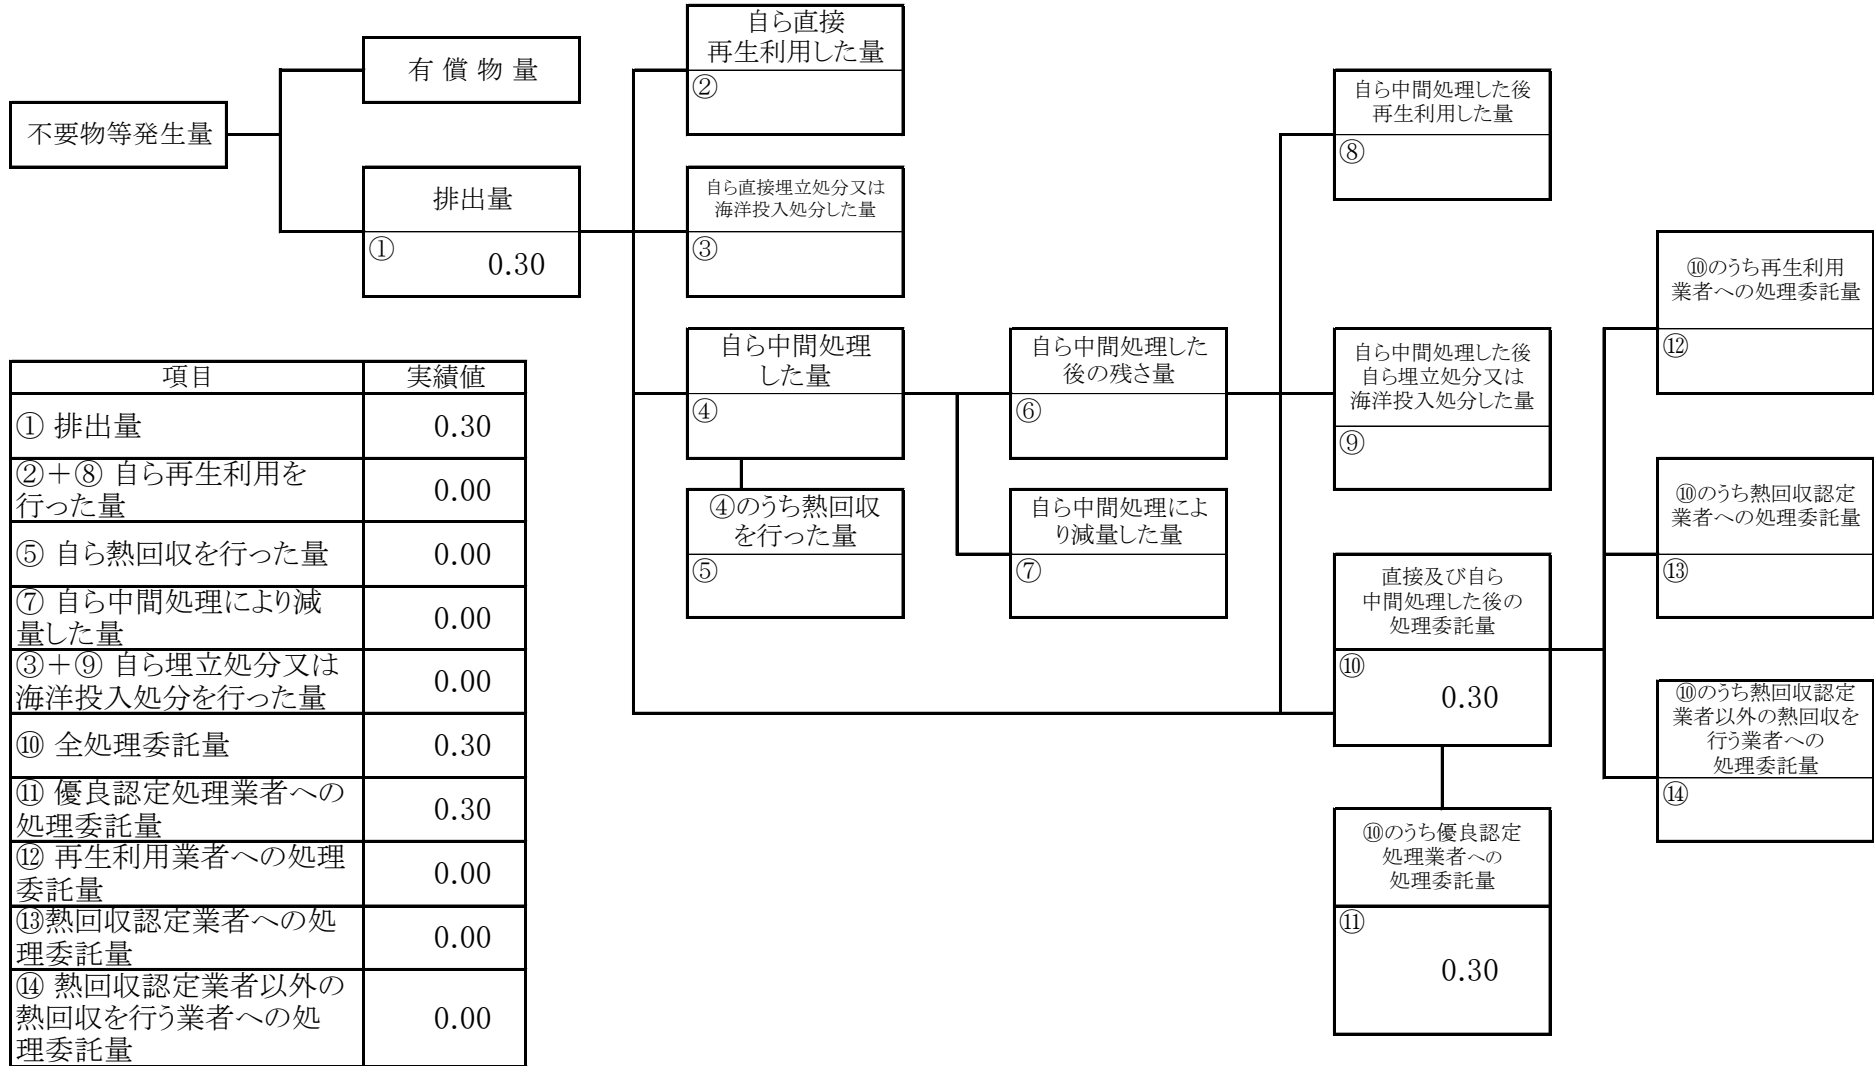 不要物等発生量
有償物量
排出量
①
0.30
自ら直接
再生利用した量
②
自ら直接埋立処分又は
海洋投入処分した量
③
自ら中間処理
した量
④
④のうち熱回収
を行った量
⑤
自ら中間処理した
後の残さ量
⑥
自ら中間処理によ
り減量した量
⑦
自ら中間処理した後
再生利用した量
⑧
自ら中間処理した後
自ら埋立処分又は
海洋投入処分した量
⑨
直接及び自ら
中間処理した後の
処理委託量
⑩
0.30
⑩のうち優良認定
処理業者への
処理委託量
⑪
0.30
⑩のうち再生利用
業者への処理委託量
⑫
⑩のうち熱回収認定
業者への処理委託量
⑬
⑩のうち熱回収認定
業者以外の熱回収を
行う業者への
処理委託量
⑭
項目 実績値
① 排出量 0.30
②＋⑧ 自ら再生利用を
行った量 0.00
⑤ 自ら熱回収を行った量 0.00
⑦ 自ら中間処理により減
量した量 0.00
③＋⑨ 自ら埋立処分又は
海洋投入処分を行った量 0.00
⑩ 全処理委託量 0.30
⑪ 優良認定処理業者への
処理委託量 0.30
⑫ 再生利用業者への処理
委託量 0.00
⑬熱回収認定業者への処
理委託量 0.00
⑭ 熱回収認定業者以外の
熱回収を行う業者への処
理委託量 0.00